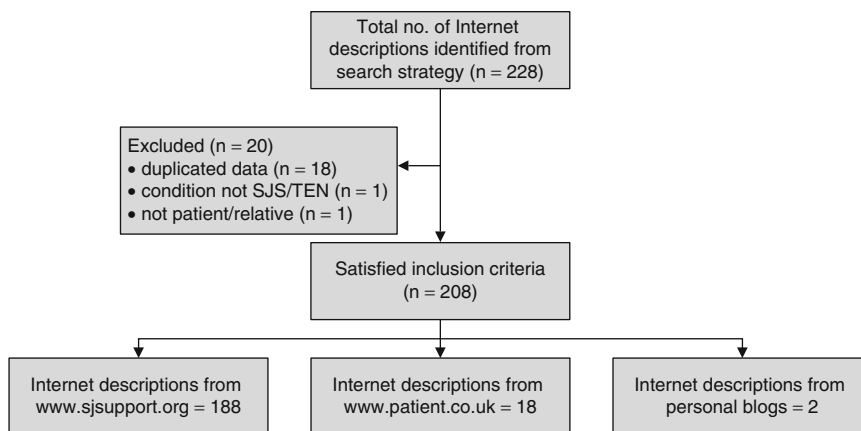 Total no. of Internet
descriptions identified from
search strategy (n = 228)
Excluded (n = 20)
• duplicated data (n = 18)
• condition not SJS/TEN (n = 1)
• not patient/relative (n = 1)
Satisfied inclusion criteria
(n = 208)
Internet descriptions from
www.sjsupport.org = 188
Internet descriptions from
www.patient.co.uk = 18
Internet descriptions from
personal blogs = 2